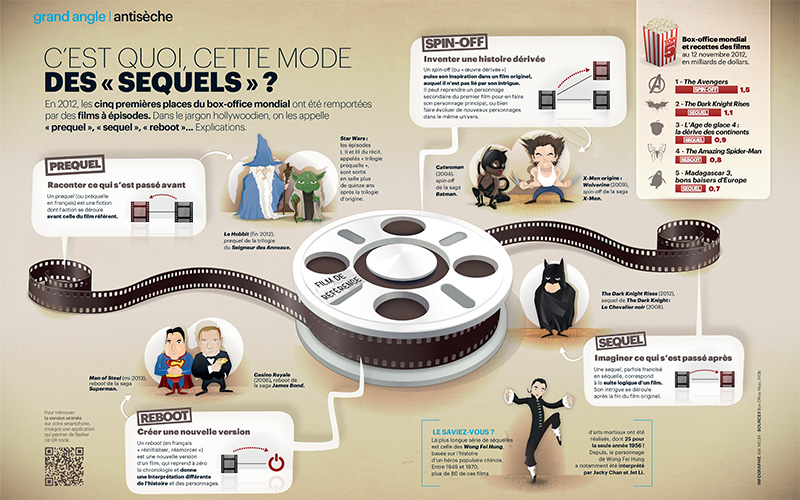 grand angle | antisèche
C'EST QUOI, CETTE MODE
DES « SEQUELS » ?
En 2012, les cinq premières places du box-office mondial ont été remportées
par des films à épisodes. Dans le jargon hollywoodien, on les appelle
« prequel », « sequel », « reboot »... Explications.
PREQUEL
Raconter ce qui s'est passé avant
Un prequel (ou préquelle
en français) est une fiction
dont l'action se déroule
avant celle du film référent.
Star Wars :
les épisodes
I, II et III du récit,
appelés « trilogie
préquelle »,
sont sortis
en salle plus
de quinze ans
après la trilogie
d'origine.
Le Hobbit (fin 2012),
prequel de la trilogie
du Seigneur des Anneaux.
SPIN-OFF
Inventer une histoire dérivée
Un spin-off (ou « œuvre dérivée »)
puise son inspiration dans un film originel,
auquel il n'est pas lié par son intrigue.
Il peut reprendre un personnage
secondaire du premier film pour en faire
son personnage principal, ou bien
faire évoluer de nouveaux personnages
dans le même univers.
Catwoman
(2004),
spin-off
de la saga
Batman.
X-Men origins :
Wolverine (2009),
spin-off de la saga
X-Men.
TOP 5
Box-office mondial
et recettes des films
au 12 novembre 2012,
en milliards de dollars.
1 - The Avengers
SPIN-OFF 1,5
2 - The Dark Knight Rises
SEQUEL 1,1
3 - L'Age de glace 4 :
la dérive des continents
SEQUEL 0,9
4 - The Amazing Spider-Man
REBOOT 0,8
5 - Madagascar 3,
bons baisers d'Europe
SEQUEL 0,7
FILM DE
RÉFÉRENCE
The Dark Knight Rises (2012),
sequel de The Dark Knight :
Le Chevalier noir (2008).
SEQUEL
Imaginer ce qui s'est passé après
Une sequel, parfois francisé
en séquelle, correspond
à la suite logique d'un film.
Son intrigue se déroule
après la fin du film originel.
Man of Steel (mi-2013),
reboot de la saga
Superman.
Casino Royale
(2006), reboot de
la saga James Bond.
REBOOT
Créer une nouvelle version
Un reboot (en français
« réinitialiser, réamorcer »)
est une nouvelle version
d'un film, qui reprend à zéro
la chronologie et donne
une interprétation différente
de l'histoire et des personnages.
Pour retrouver
la version animée
sur votre smartphone,
chargez une application
qui permet de flasher
ce QR code.
LE SAVIEZ-VOUS ?
La plus longue série de séquelles
est celle des Wong Fei Hung,
basée sur l'histoire
d'un héros populaire chinois.
Entre 1949 et 1970,
plus de 80 de ces films
d'arts martiaux ont été
réalisés, dont 25 pour
la seule année 1956 !
Depuis, le personnage
de Wong Fei Hung
a notamment été interprété
par Jacky Chan et Jet Li.